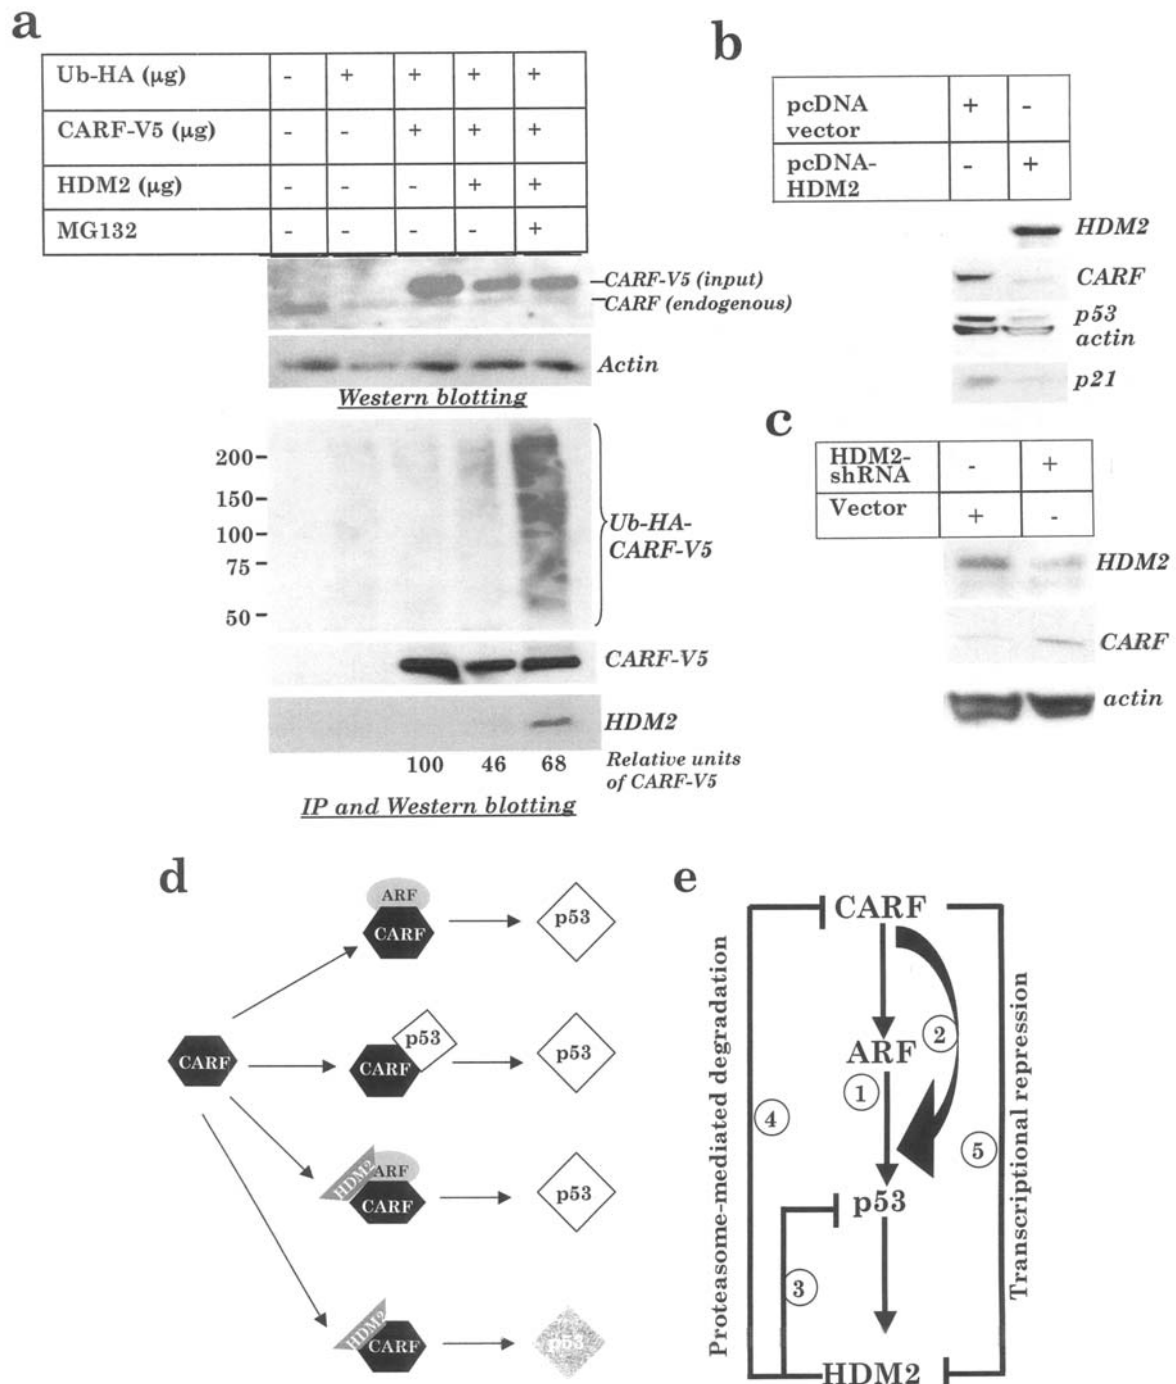 a
Ub-HA (µg) - + + + +
CARF-V5 (µg) - - + + +
HDM2 (µg) - - - + +
MG132 - - - - +
CARF-V5 (input)
CARF (endogenous)
Actin
Western blotting
200
150
100
75
50
Ub-HA-
CARF-V5
CARF-V5
HDM2
100 46 68 Relative units
of CARF-V5
IP and Western blotting
b
pcDNA + -
vector
pcDNA- - +
HDM2
HDM2
CARF
p53
actin
p21
c
HDM2- - +
shRNA
Vector + -
HDM2
CARF
actin
d
ARF
CARF
p53
CARF
p53
CARF
p53
HDM2
ARF
CARF
p53
HDM2
CARF
p53
e
CARF
Proteasome-mediated degradation
Transcriptional repression
2
ARF
1
4
5
p53
3
HDM2